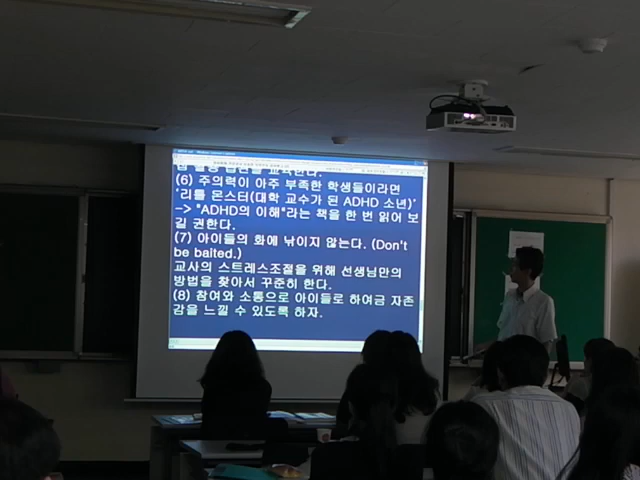 (6) 주의력이 아주 부족한 학생들이라면
'리틀 몬스터(대학 교수가 된 ADHD 소년)'
-> "ADHD의 이해"라는 책을 한 번 읽어 보
길 권한다.
(7) 아이들의 화에 낚이지 않는다. (Don't
be baited.)
교사의 스트레스조절을 위해 선생님만의
방법을 찾아서 꾸준히 한다.
(8) 참여와 소통으로 아이들로 하여금 자존
감을 느낄 수 있도록 하자.